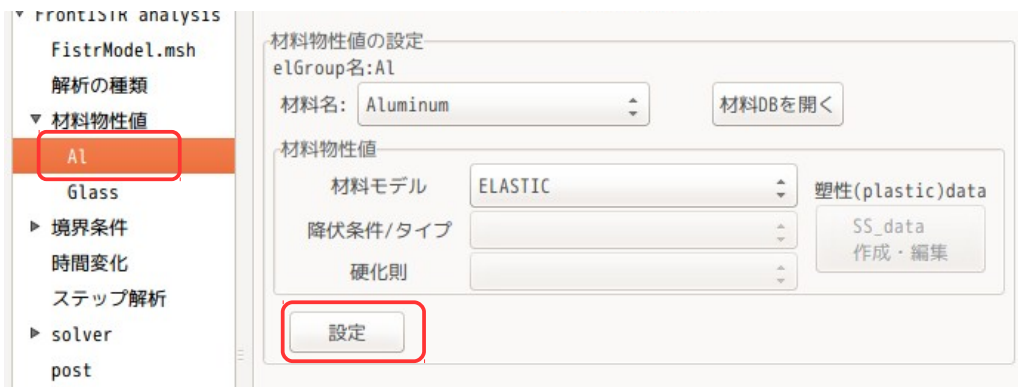 FrontISTR analysis
FistrModel.msh
解析の種類
材料物性値
Al
Glass
境界条件
時間変化
ステップ解析
solver
post
材料物性値の設定
elGroup名:Al
材料名: Aluminum 材料DBを開く
材料物性値
材料モデル ELASTIC 塑性(plastic)data
降伏条件/タイプ SS_data
作成・編集
硬化則
設定